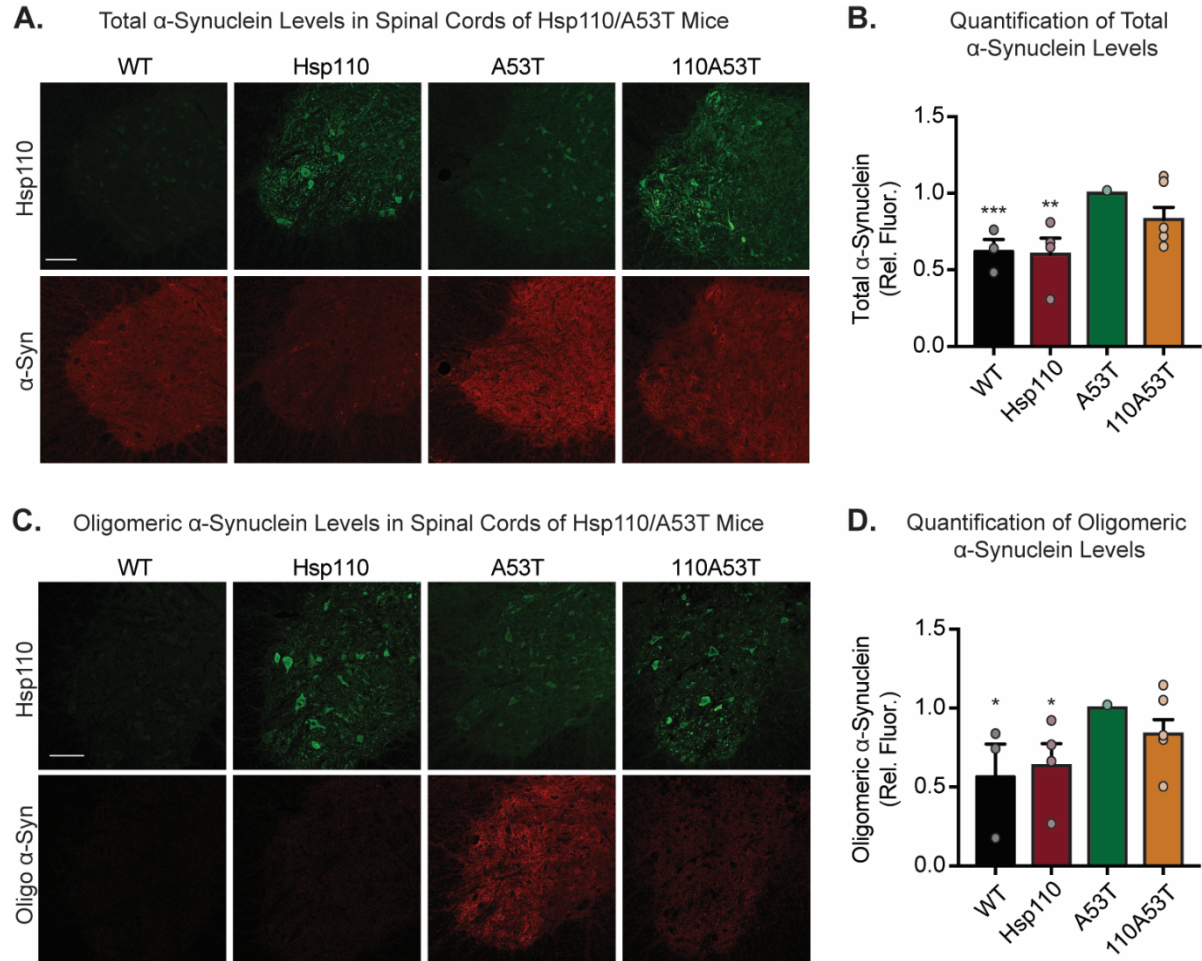 A. Total α-Synuclein Levels in Spinal Cords of Hsp110/A53T Mice
WT Hsp110 A53T 110A53T
Hsp110
α-Syn
B. Quantification of Total
α-Synuclein Levels
Total α-Synuclein
(Rel. Fluor.)
1.5
1.0
0.5
0.0
***
**
WT
Hsp110
A53T
110A53T
C. Oligomeric α-Synuclein Levels in Spinal Cords of Hsp110/A53T Mice
WT Hsp110 A53T 110A53T
Hsp110
Oligo α-Syn
D. Quantification of Oligomeric
α-Synuclein Levels
Oligomeric α-Synuclein
(Rel. Fluor.)
1.5
1.0
0.5
0.0
*
*
WT
Hsp110
A53T
110A53T